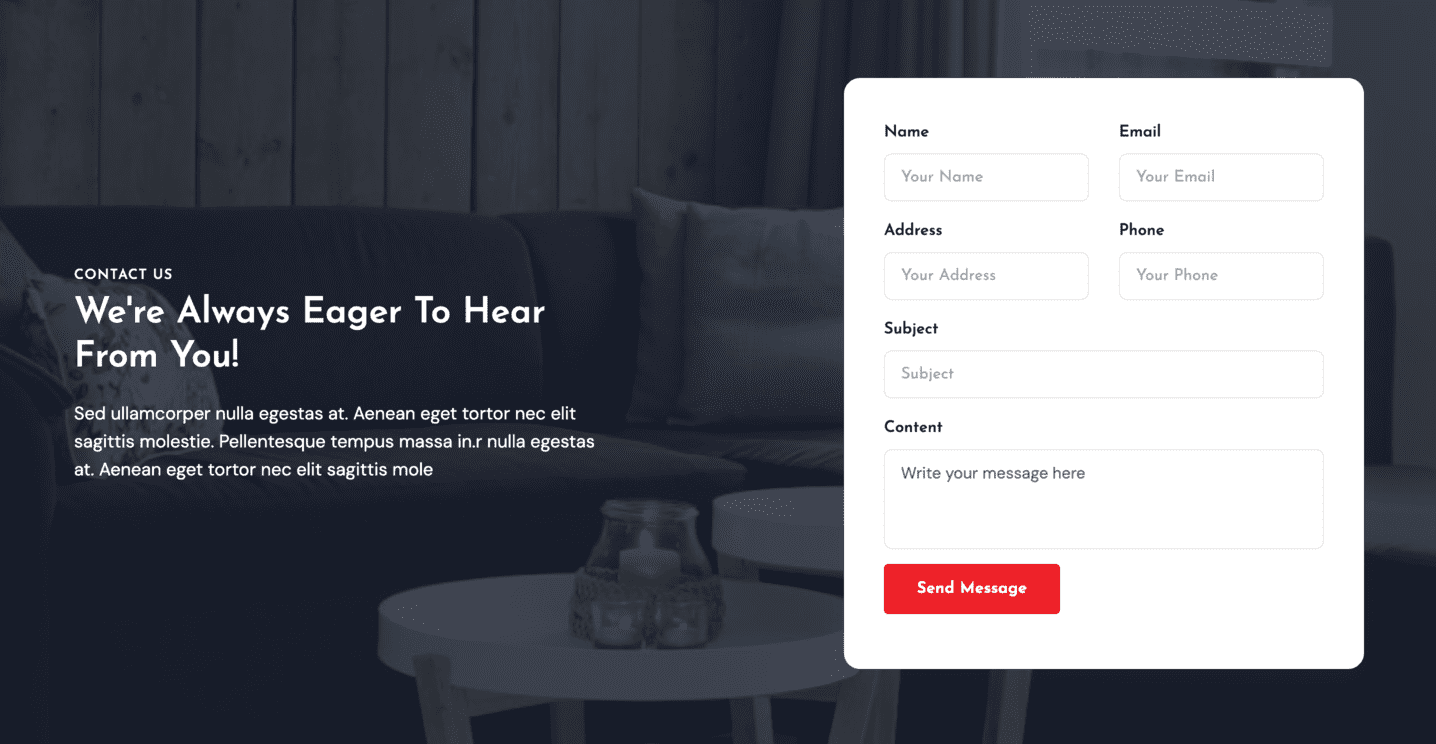 CONTACT US
We're Always Eager To Hear
From You!
Sed ullamcorper nulla egestas at. Aenean eget tortor nec elit
sagittis molestie. Pellentesque tempus massa in.r nulla egestas
at. Aenean eget tortor nec elit sagittis mole
Name
Your Name
Email
Your Email
Address
Your Address
Phone
Your Phone
Subject
Subject
Content
Write your message here
Send Message